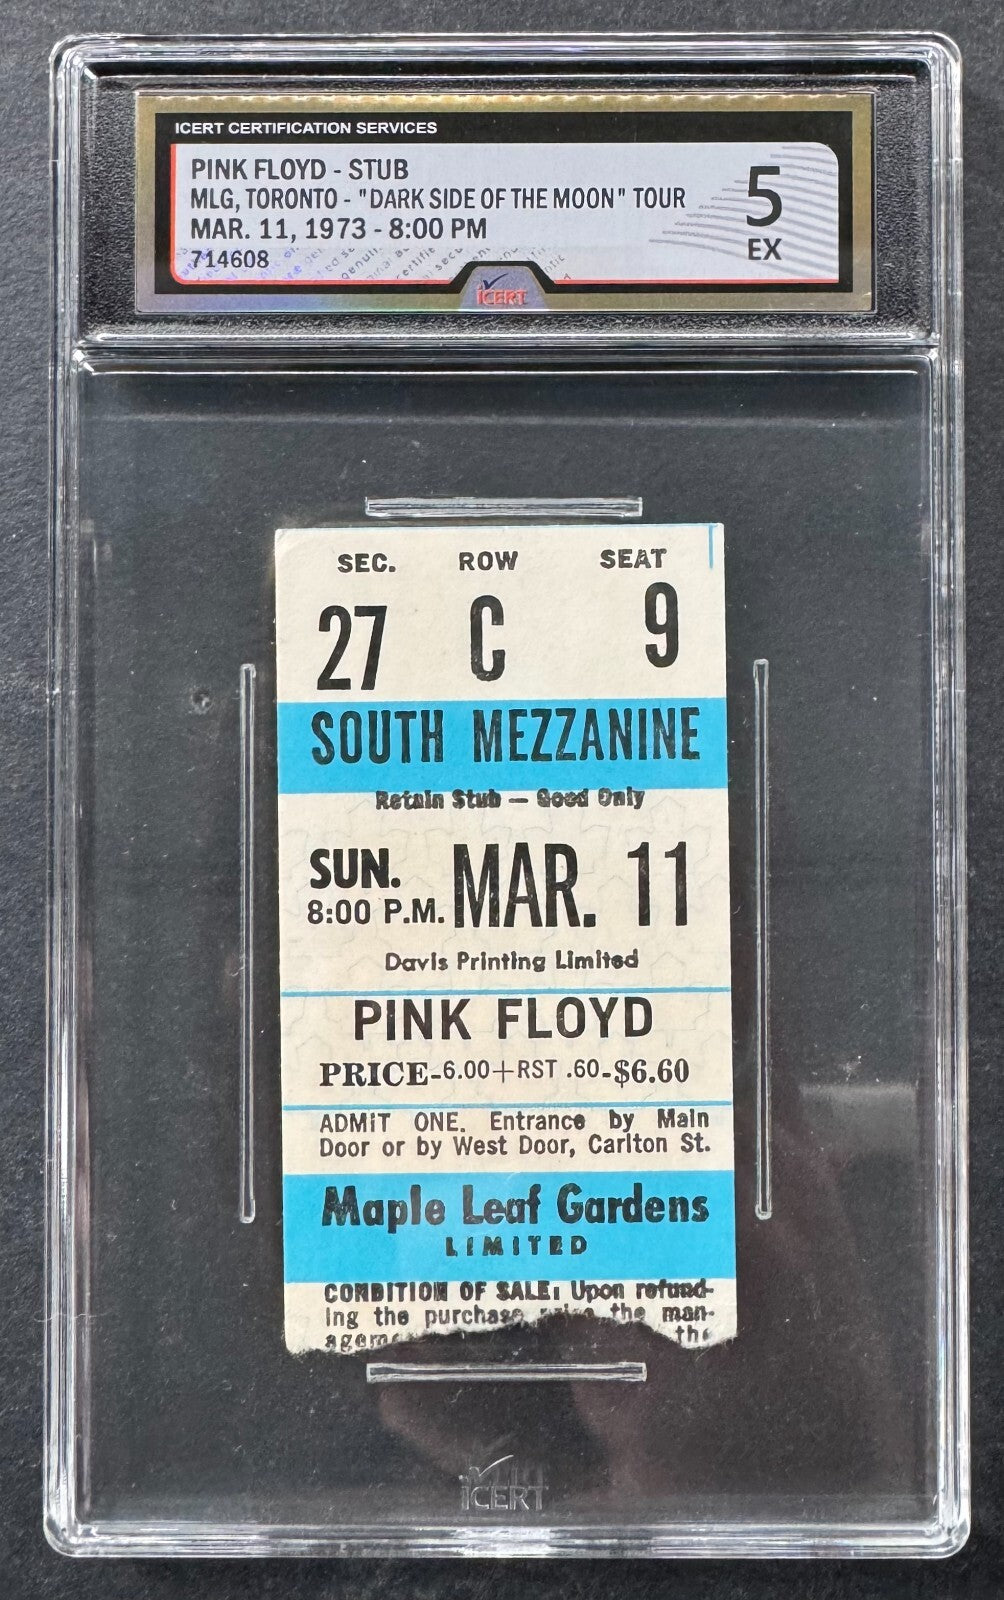 ICERT CERTIFICATION SERVICES
PINK FLOYD - STUB
MLG, TORONTO - "DARK SIDE OF THE MOON" TOUR
MAR. 11, 1973 - 8:00 PM
714608
5
EX
ICERT
SEC. ROW SEAT
27 C 9
SOUTH MEZZANINE
Retain Stub — Good Only
SUN.
8:00 P.M. MAR. 11
Davis Printing Limited
PINK FLOYD
PRICE-6.00+RST .60-$6.60
ADMIT ONE. Entrance by Main
Door or by West Door, Carlton St.
Maple Leaf Gardens
LIMITED
CONDITION OF SALE: Upon refund-
ing the purchase price the man-
the
ICERT